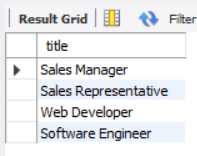 Result Grid Filter
title
Sales Manager
Sales Representative
Web Developer
Software Engineer